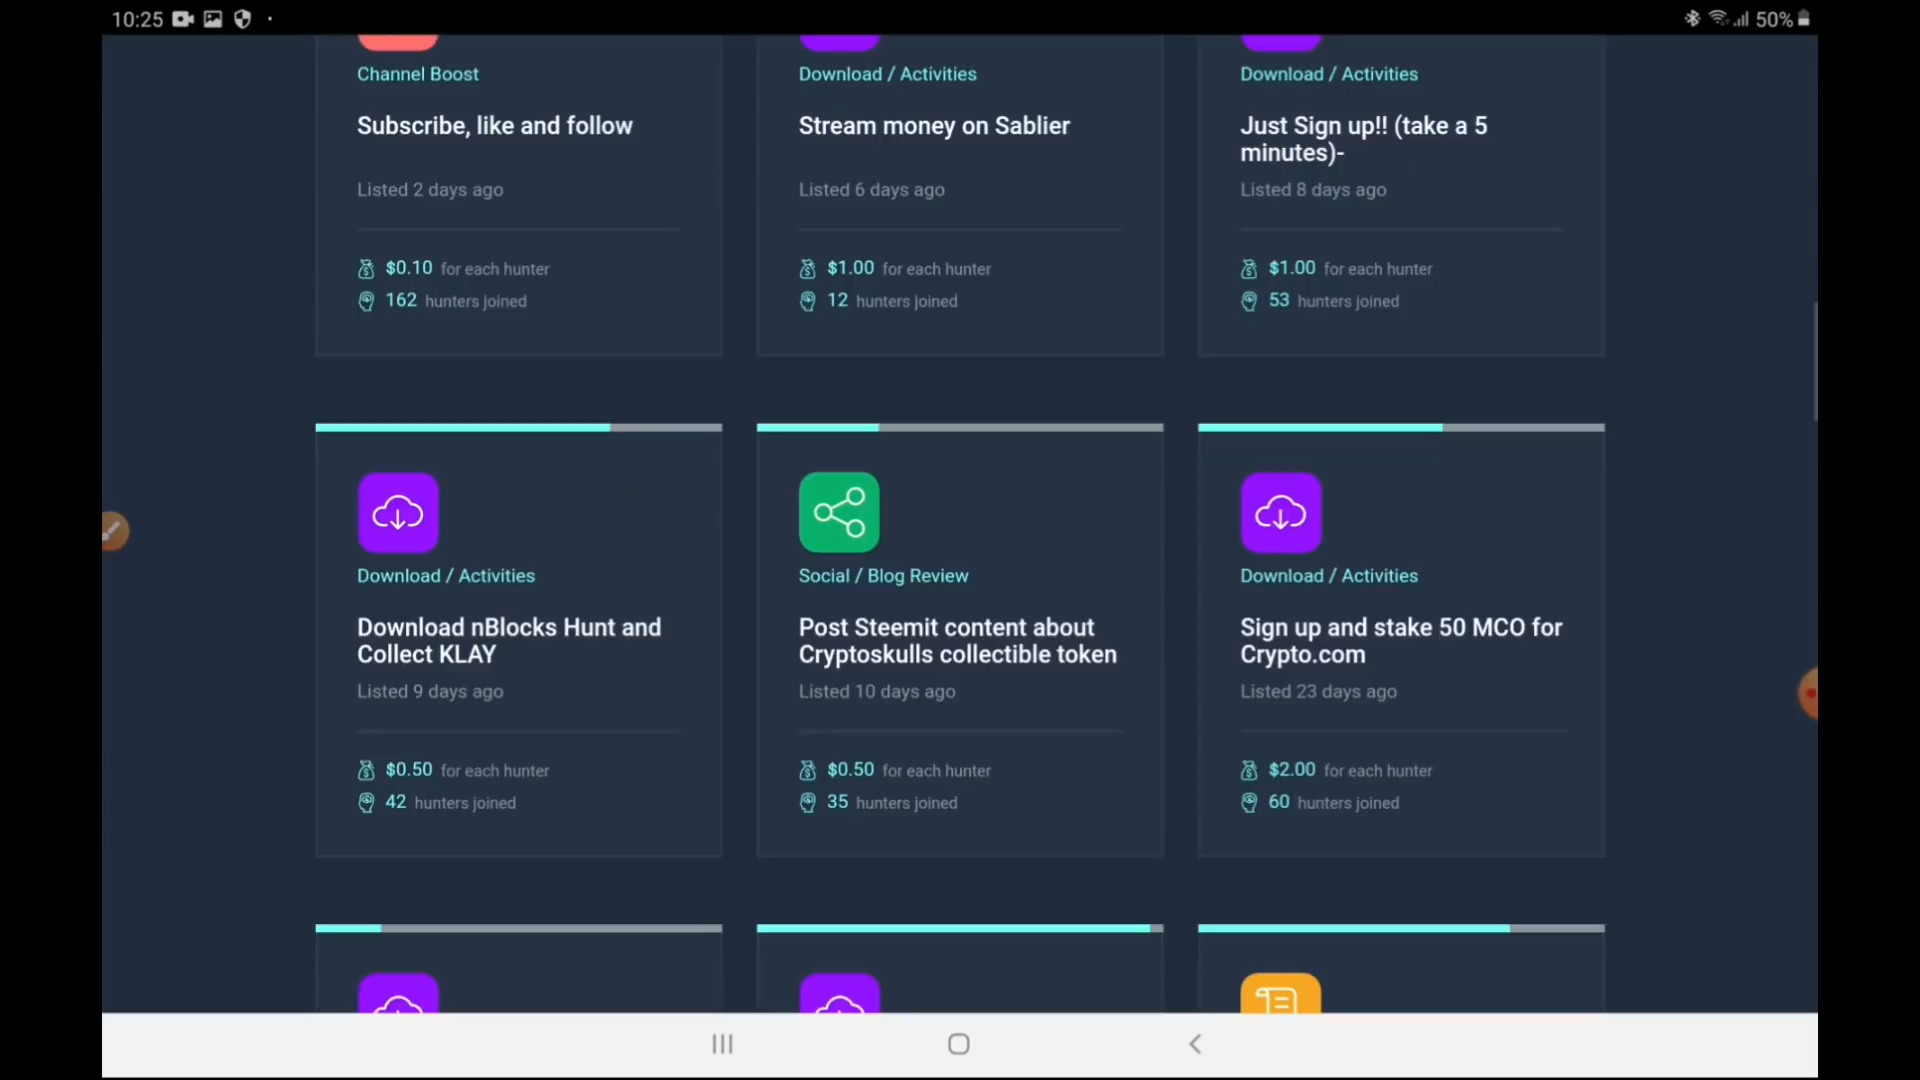 10:25
50%
Channel Boost
Subscribe, like and follow
Listed 2 days ago
$0.10 for each hunter
162 hunters joined
Download / Activities
Stream money on Sablier
Listed 6 days ago
$1.00 for each hunter
12 hunters joined
Download / Activities
Just Sign up!! (take a 5
minutes)-
Listed 8 days ago
$1.00 for each hunter
53 hunters joined
Download / Activities
Download nBlocks Hunt and
Collect KLAY
Listed 9 days ago
$0.50 for each hunter
42 hunters joined
Social / Blog Review
Post Steemit content about
Cryptoskulls collectible token
Listed 10 days ago
$0.50 for each hunter
35 hunters joined
Download / Activities
Sign up and stake 50 MCO for
Crypto.com
Listed 23 days ago
$2.00 for each hunter
60 hunters joined